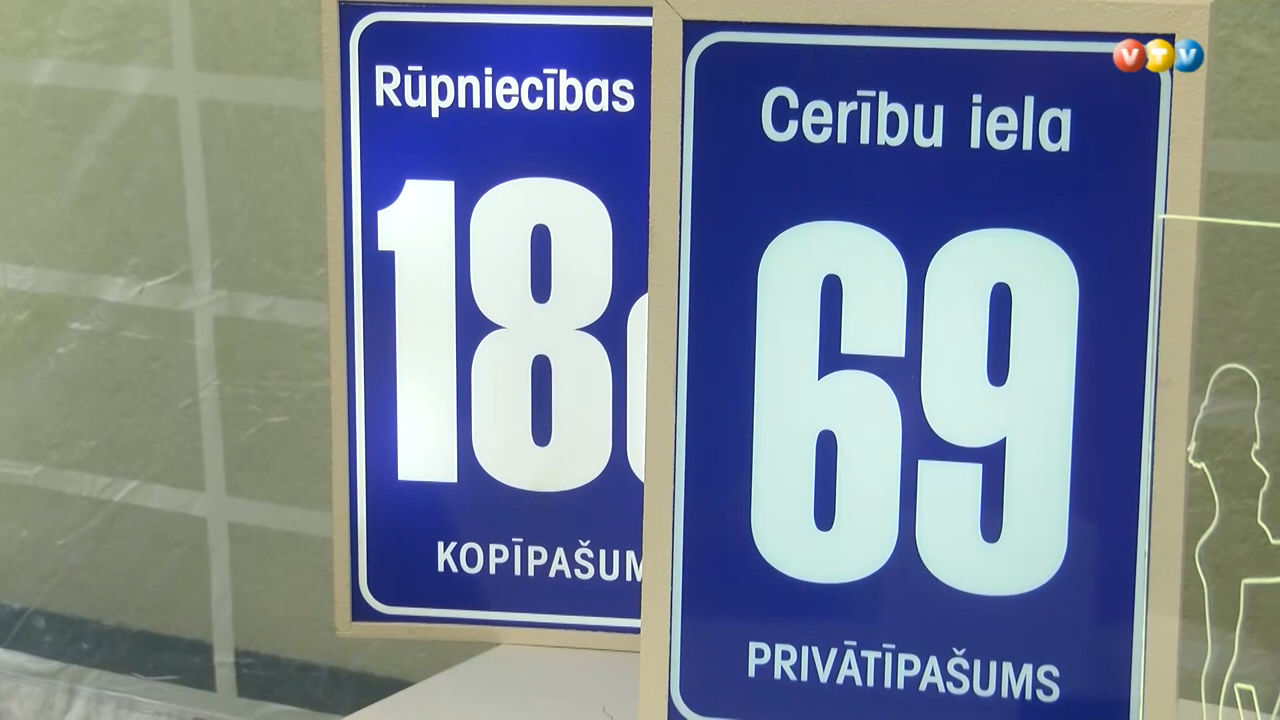 Rūpniecības
18
KOPĪPAŠUM
Cerību iela
69
PRIVĀTĪPAŠUMS
VTV